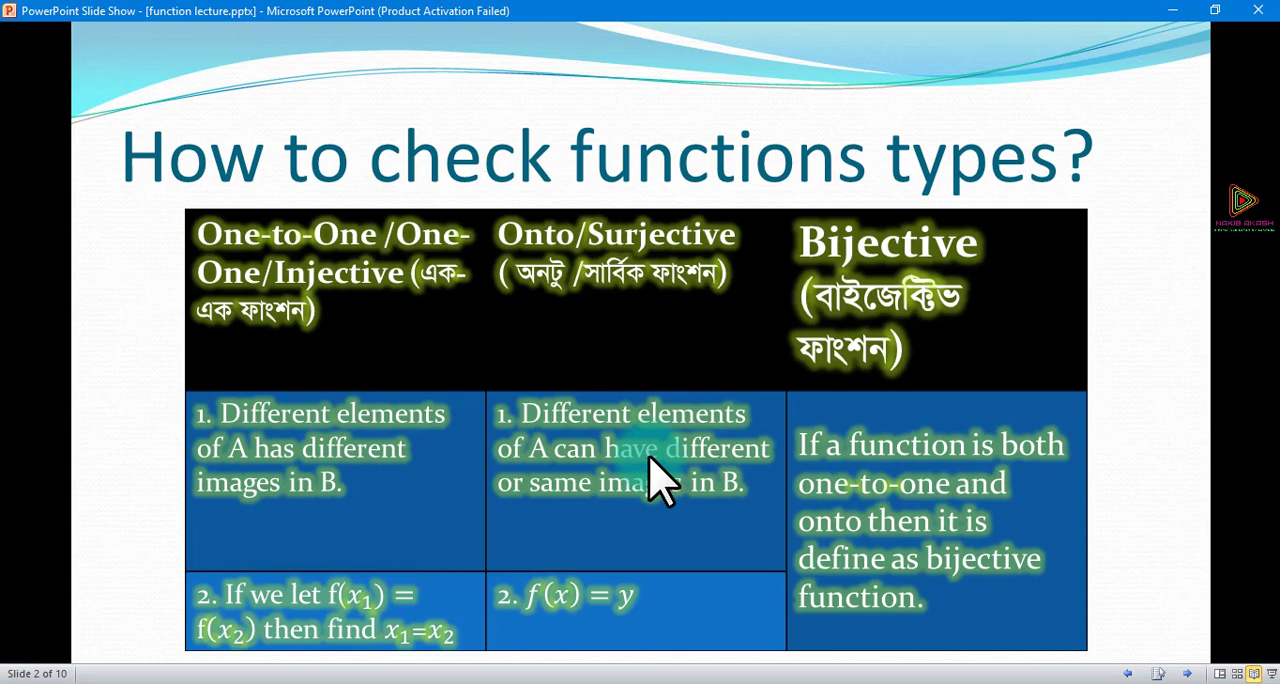 PowerPoint Slide Show - [function lecture.pptx] - Microsoft PowerPoint (Product Activation Failed)
How to check functions types?
One-to-One /One-
One/Injective (এক-
এক ফাংশন)
Onto/Surjective
( অনটু /সার্বিক ফাংশন)
Bijective
(বাইজেক্টিভ
ফাংশন)
1. Different elements
of A has different
images in B.
1. Different elements
of A can have different
or same in B.
If a function is both
one-to-one and
onto then it is
define as bijective
function.
2. If we let f(x₁) =
f(x₂) then find x₁=x₂
2. f(x) = y
NAKIB AKASH
Slide 2 of 10